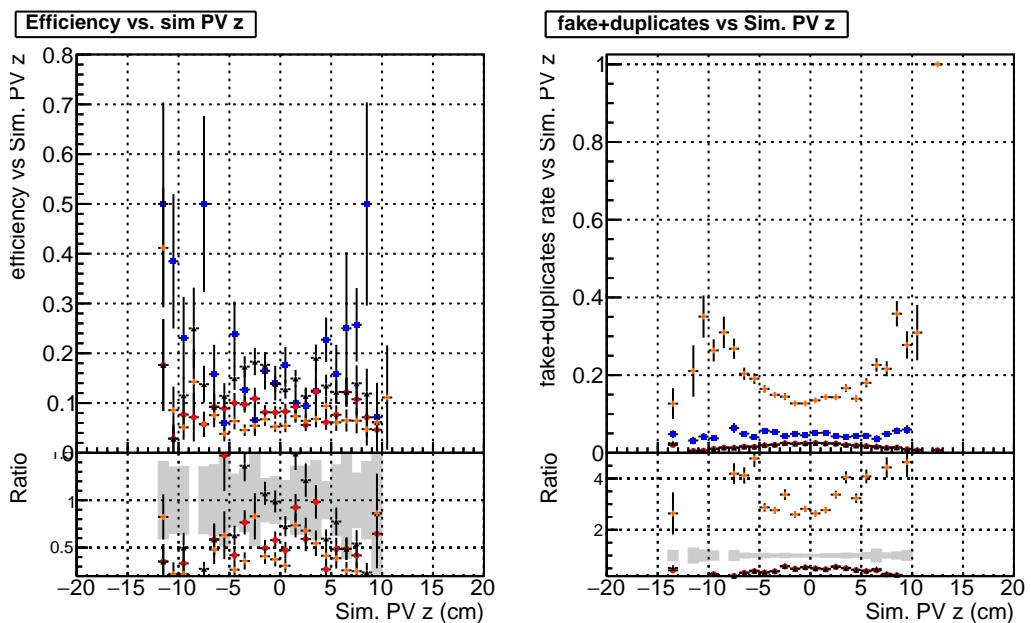 Efficiency vs. sim PV z
efficiency vs Sim. PV z
0.8
0.7
0.6
0.5
0.4
0.3
0.2
0.1
Ratio
1
0.5
−20 −15 −10 −5 0 5 10 15 20
Sim. PV z (cm)
fake+duplicates vs Sim. PV z
fake+duplicates rate vs Sim. PV z
1
0.8
0.6
0.4
0.2
0
Ratio
4
2
−20 −15 −10 −5 0 5 10 15 20
Sim. PV z (cm)